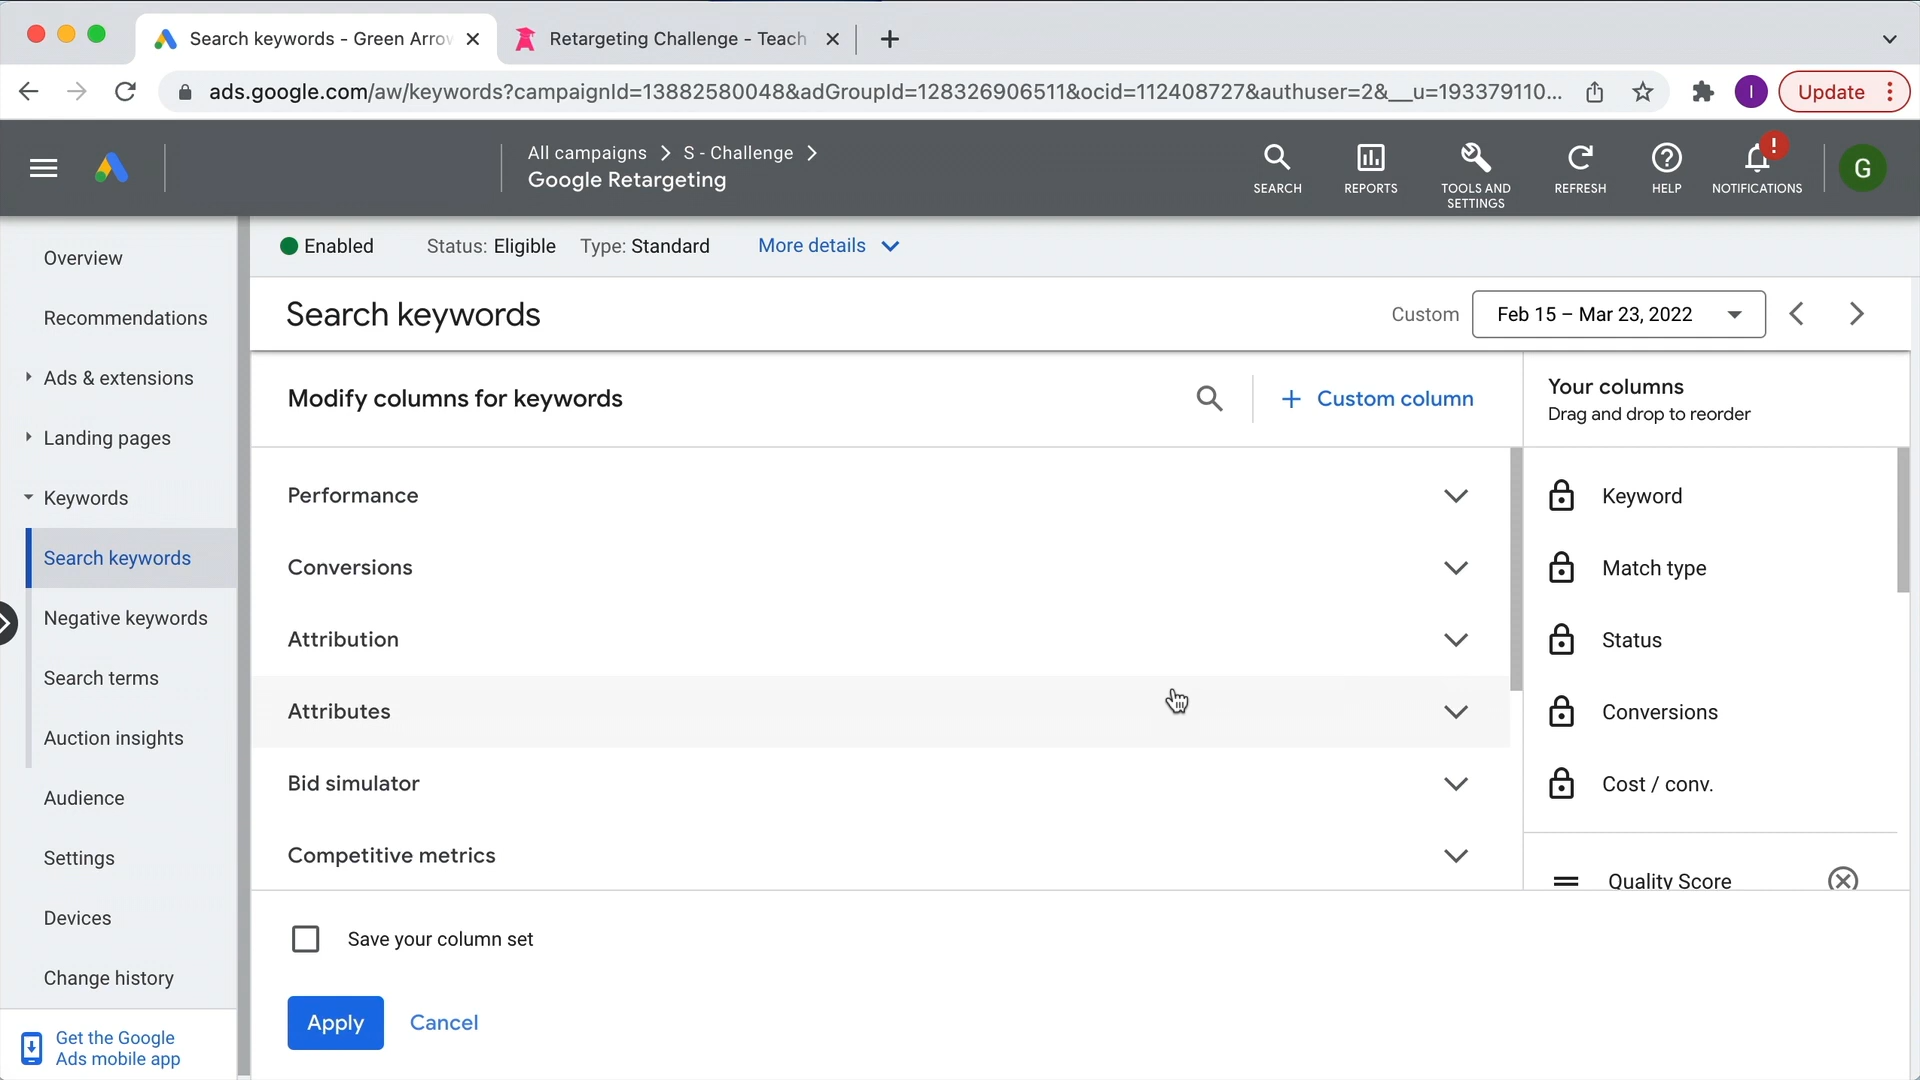 Search keywords - Green Arrow
Retargeting Challenge - Teach
ads.google.com/aw/keywords?campaignId=13882580048&adGroupId=128326906511&ocid=112408727&authuser=2&__u=193379110...
I
Update
All campaigns > S - Challenge >
Google Retargeting
SEARCH
REPORTS
TOOLS AND
SETTINGS
REFRESH
HELP
!
NOTIFICATIONS
G
Overview
Recommendations
Ads & extensions
Landing pages
Keywords
Search keywords
Negative keywords
Search terms
Auction insights
Audience
Settings
Devices
Change history
Get the Google
Ads mobile app
Enabled Status: Eligible Type: Standard More details
Search keywords
Custom Feb 15 – Mar 23, 2022
Modify columns for keywords
+ Custom column
Performance
Conversions
Attribution
Attributes
Bid simulator
Competitive metrics
Your columns
Drag and drop to reorder
Keyword
Match type
Status
Conversions
Cost / conv.
Quality Score
Save your column set
Apply Cancel